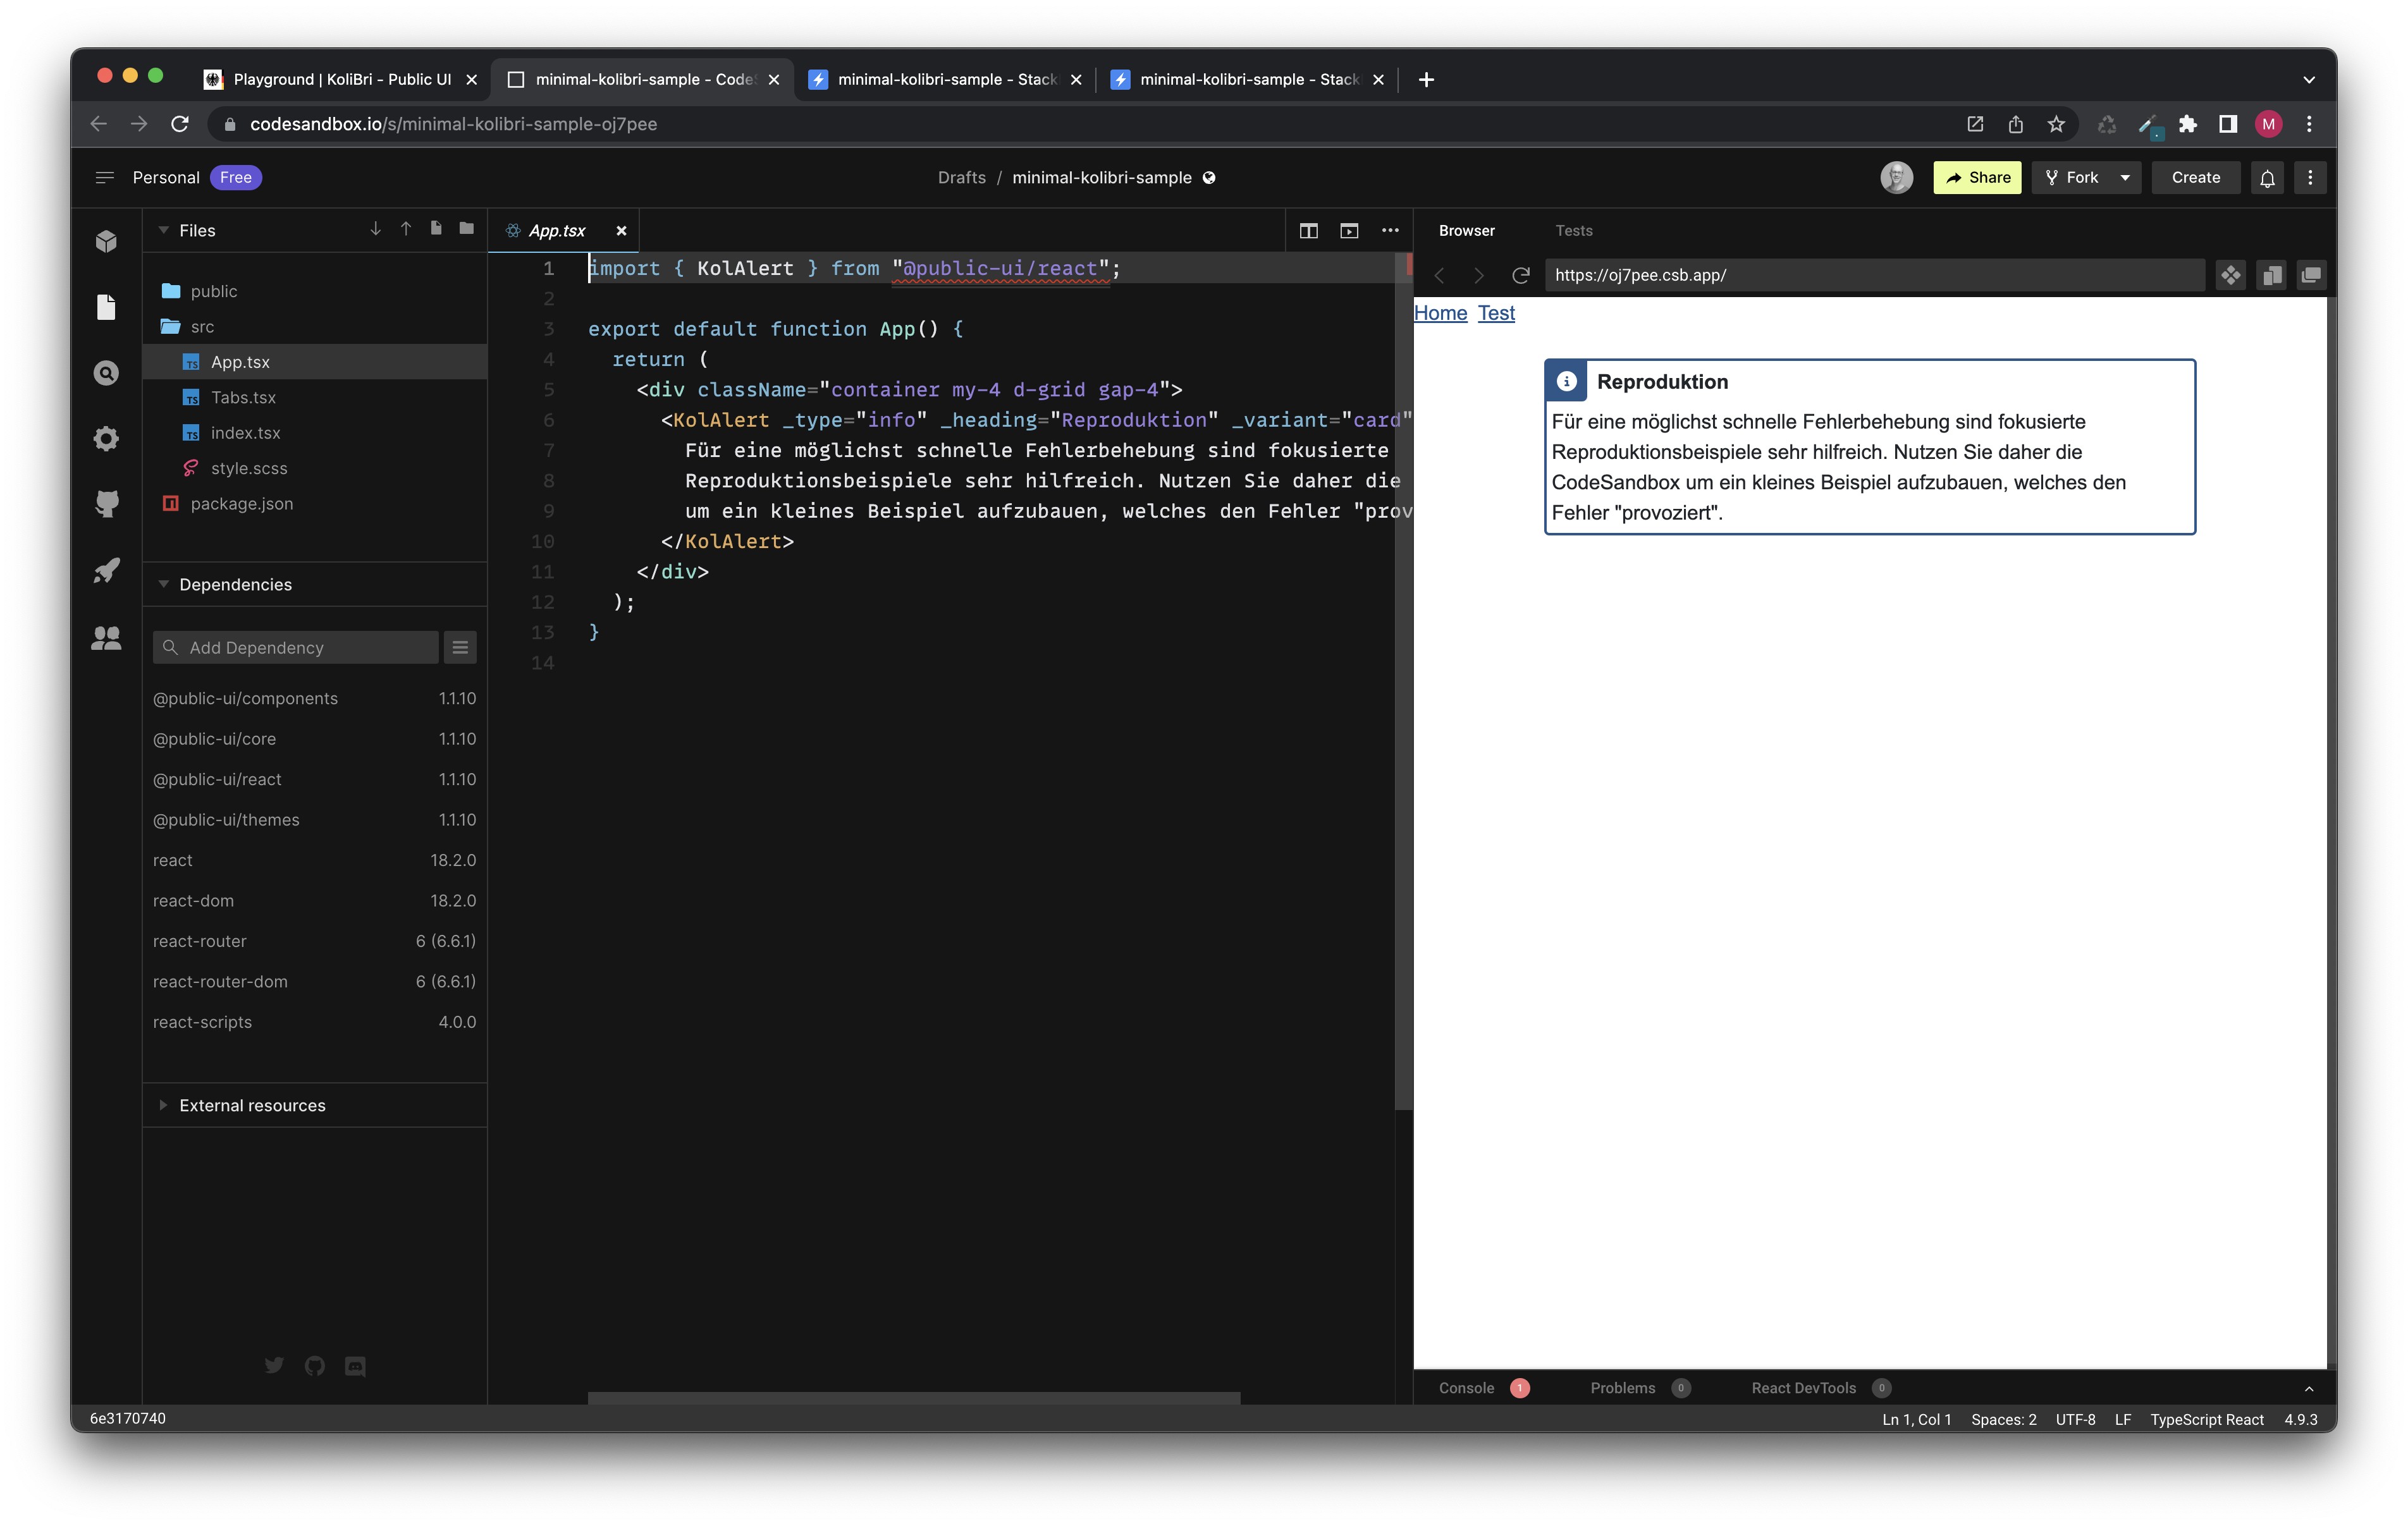 Playground | KoliBri - Public UI
minimal-kolibri-sample - Code
minimal-kolibri-sample - Stack
minimal-kolibri-sample - Stack
codesandbox.io/s/minimal-kolibri-sample-oj7pee
M
Personal Free
Drafts / minimal-kolibri-sample
Share
Fork
Create
Files
public
src
TS App.tsx
TS Tabs.tsx
TS index.tsx
style.scss
package.json
Dependencies
Add Dependency
@public-ui/components 1.1.10
@public-ui/core 1.1.10
@public-ui/react 1.1.10
@public-ui/themes 1.1.10
react 18.2.0
react-dom 18.2.0
react-router 6 (6.6.1)
react-router-dom 6 (6.6.1)
react-scripts 4.0.0
External resources
App.tsx
1 import { KolAlert } from "@public-ui/react";
2
3 export default function App() {
4 return (
5 <div className="container my-4 d-grid gap-4">
6 <KolAlert _type="info" _heading="Reproduktion" _variant="card"
7 Für eine möglichst schnelle Fehlerbehebung sind fokusierte
8 Reproduktionsbeispiele sehr hilfreich. Nutzen Sie daher die
9 um ein kleines Beispiel aufzubauen, welches den Fehler "prov
10 </KolAlert>
11 </div>
12 );
13 }
14
Browser Tests
https://oj7pee.csb.app/
Home Test
Reproduktion
Für eine möglichst schnelle Fehlerbehebung sind fokusierte
Reproduktionsbeispiele sehr hilfreich. Nutzen Sie daher die
CodeSandbox um ein kleines Beispiel aufzubauen, welches den
Fehler "provoziert".
Console 1 Problems 0 React DevTools 0
6e3170740
Ln 1, Col 1 Spaces: 2 UTF-8 LF TypeScript React 4.9.3